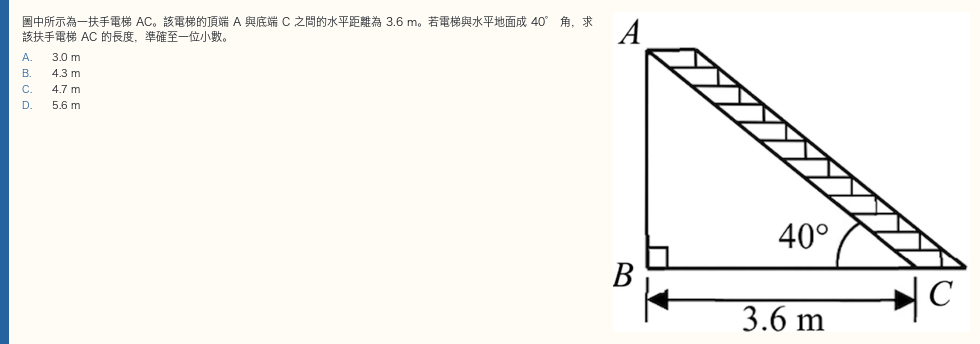 圖中所示為一扶手電梯 AC。該電梯的頂端 A 與底端 C 之間的水平距離為 3.6 m。若電梯與水平地面成 40° 角，求
該扶手電梯 AC 的長度，準確至一位小數。
A. 3.0 m
B. 4.3 m
C. 4.7 m
D. 5.6 m
A
40°
B
C
3.6 m